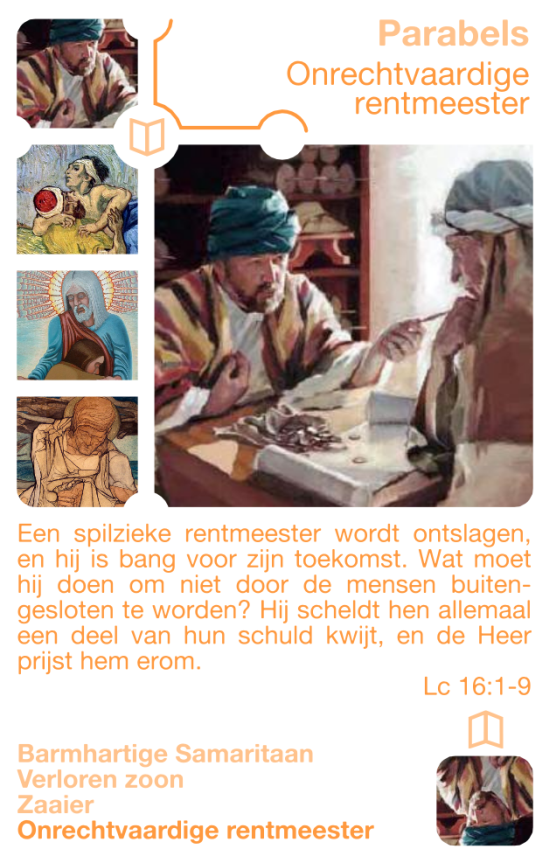 Parabels
Onrechtvaardige
rentmeester
Een spilzieke rentmeester wordt ontslagen,
en hij is bang voor zijn toekomst. Wat moet
hij doen om niet door de mensen buiten-
gesloten te worden? Hij scheldt hen allemaal
een deel van hun schuld kwijt, en de Heer
prijst hem erom.
Lc 16:1-9
Barmhartige Samaritaan
Verloren zoon
Zaaier
Onrechtvaardige rentmeester